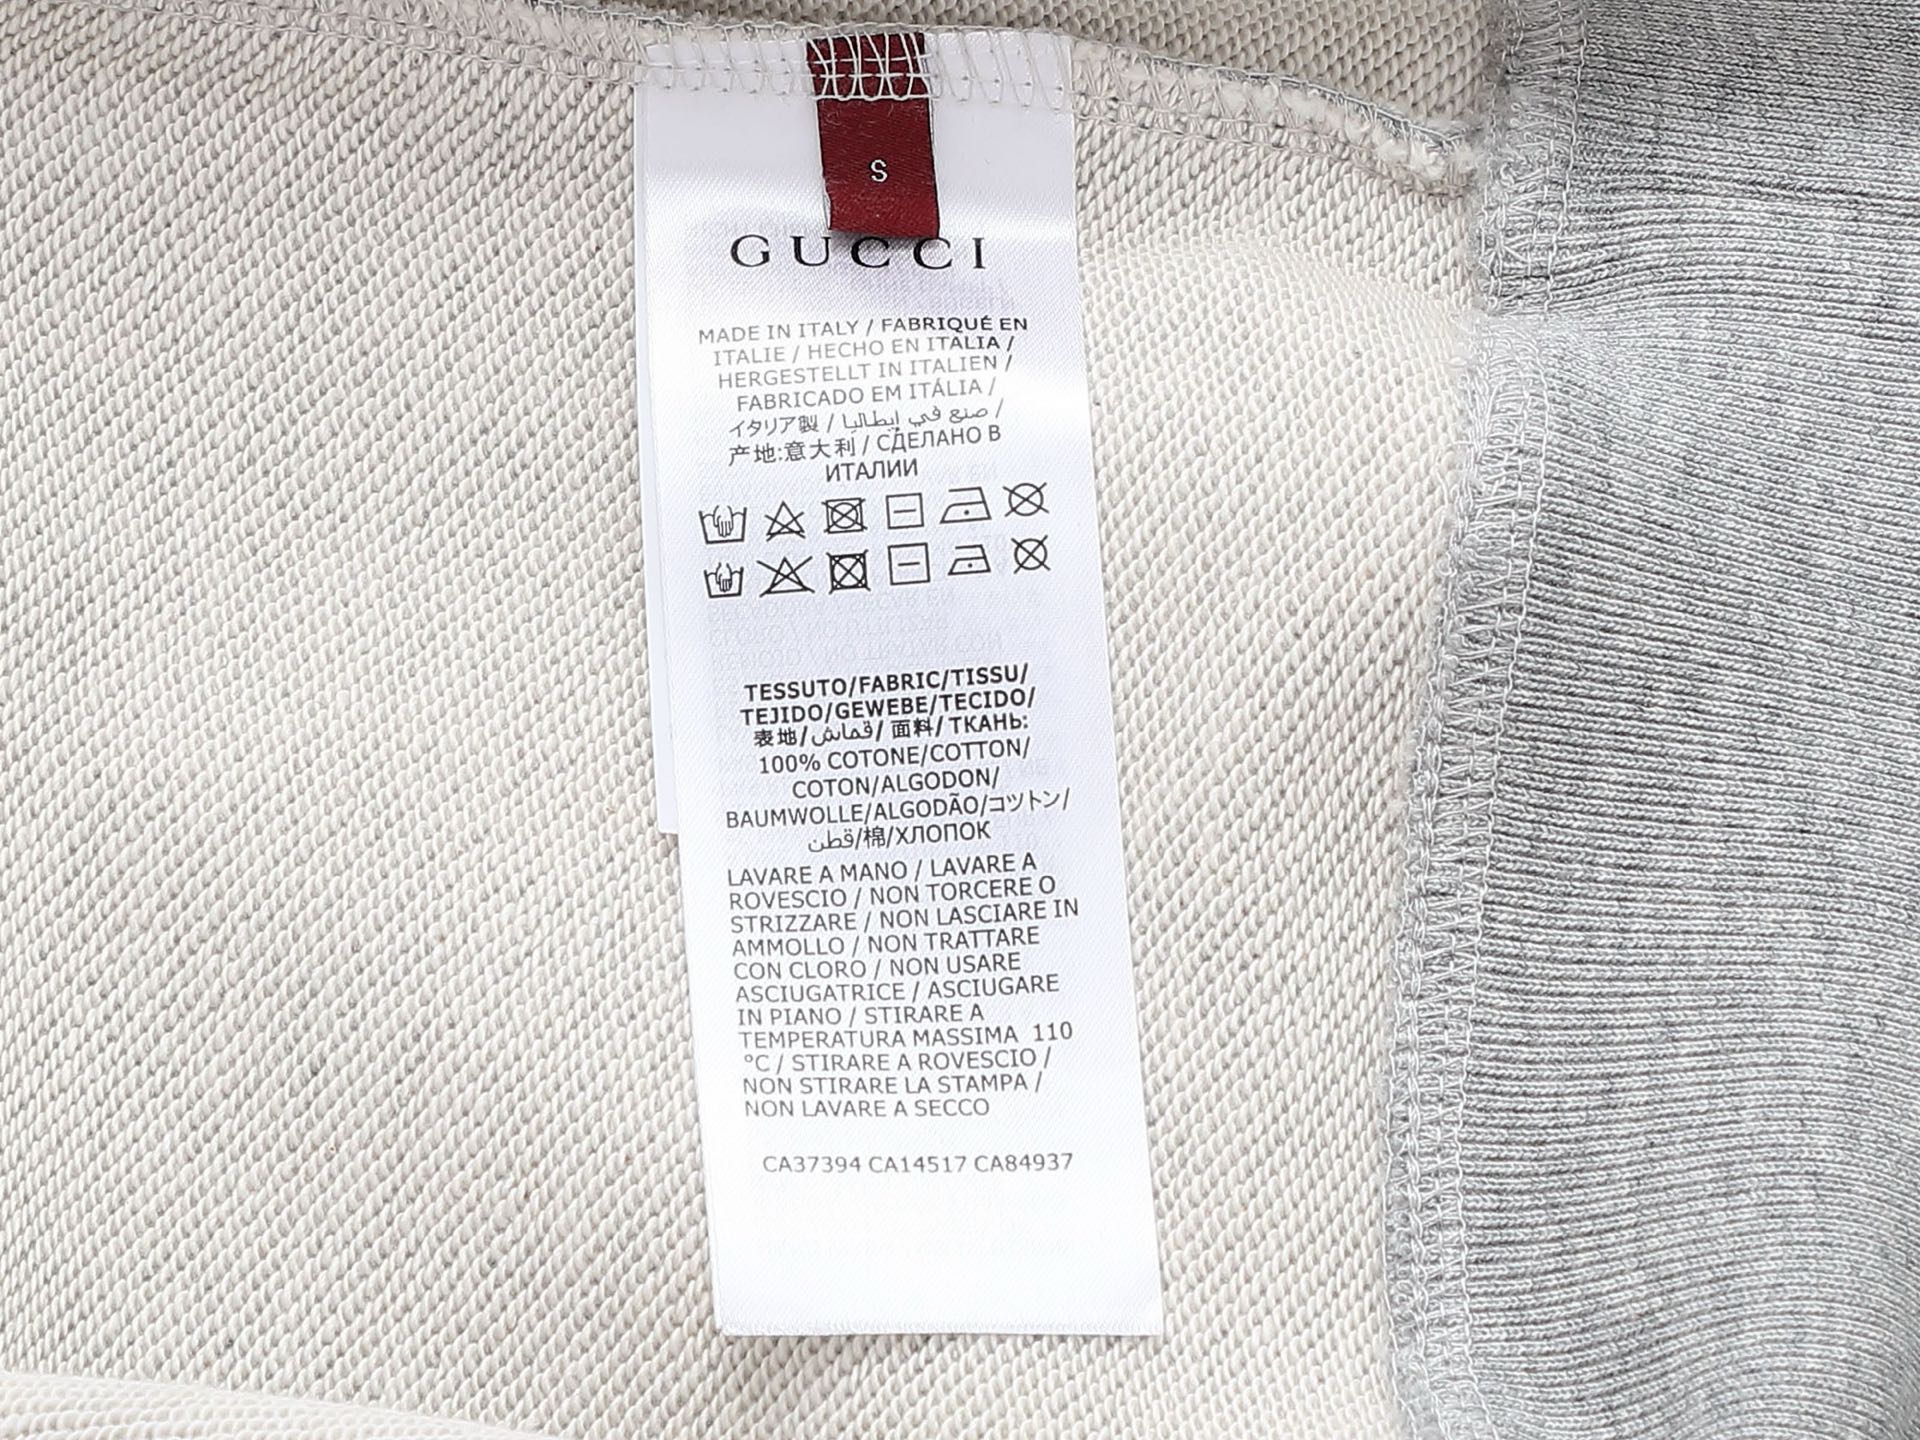 S
GUCCI
MADE IN ITALY / FABRIQUÉ EN
ITALIE / HECHO EN ITALIA /
HERGESTELLT IN ITALIEN /
FABRICADO EM ITÁLIA /
イタリア製 / صنع في إيطاليا /
产地:意大利 / СДЕЛАНО В
ИТАЛИИ
TESSUTO/FABRIC/TISSU/
TEJIDO/GEWEBE/TECIDO/
表地/قماش/ 面料/ ТКАНЬ:
100% COTONE/COTTON/
COTON/ALGODON/
BAUMWOLLE/ALGODÃO/コットン/
قطن/棉/ХЛОПОК
LAVARE A MANO / LAVARE A
ROVESCIO / NON TORCERE O
STRIZZARE / NON LASCIARE IN
AMMOLLO / NON TRATTARE
CON CLORO / NON USARE
ASCIUGATRICE / ASCIUGARE
IN PIANO / STIRARE A
TEMPERATURA MASSIMA 110
°C / STIRARE A ROVESCIO /
NON STIRARE LA STAMPA /
NON LAVARE A SECCO
CA37394 CA14517 CA84937